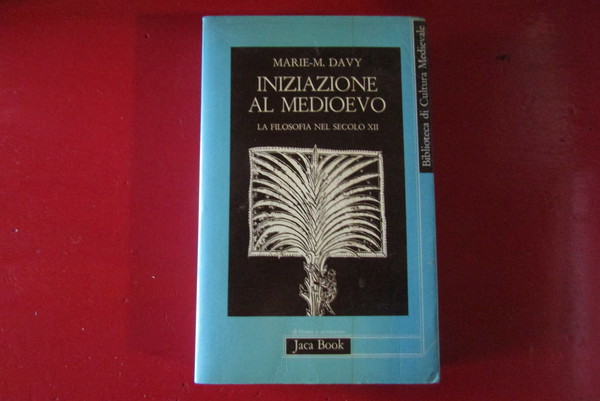 MARIE-M. DAVY
INIZIAZIONE
AL MEDIOEVO
LA FILOSOFIA NEL SECOLO XII
Biblioteca di Cultura Medievale
Jaca Book